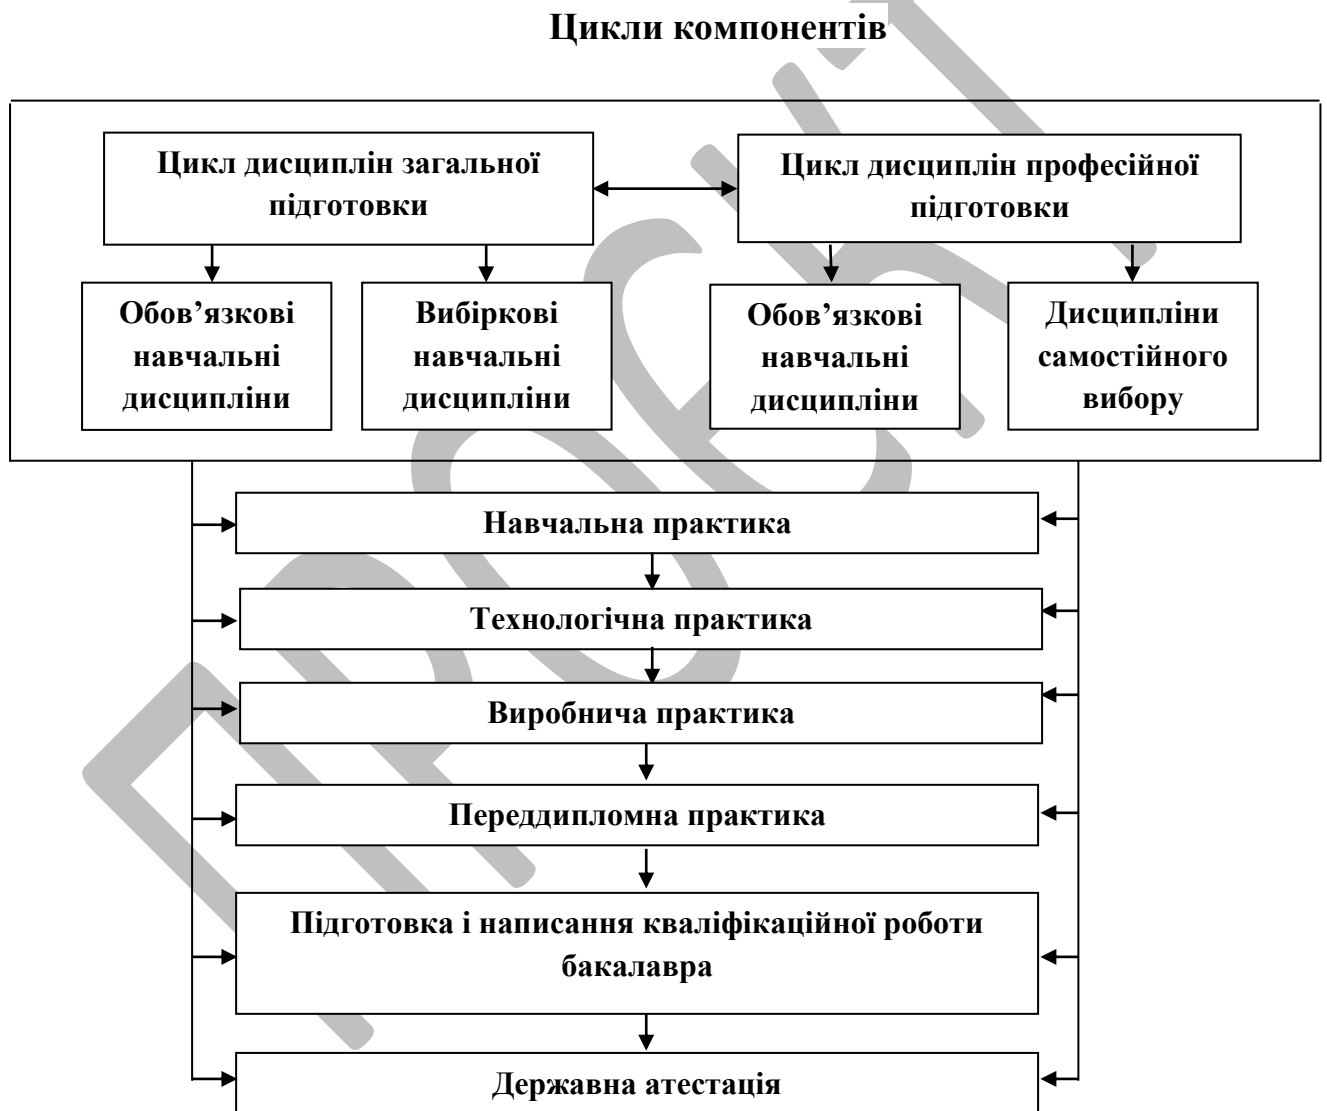 Цикли компонентів
Цикл дисциплін загальної
підготовки
Цикл дисциплін професійної
підготовки
Обов’язкові
навчальні
дисципліни
Вибіркові
навчальні
дисципліни
Обов’язкові
навчальні
дисципліни
Дисципліни
самостійного
вибору
Навчальна практика
Технологічна практика
Виробнича практика
Переддипломна практика
Підготовка і написання кваліфікаційної роботи
бакалавра
Державна атестація
ПРОЄКТ